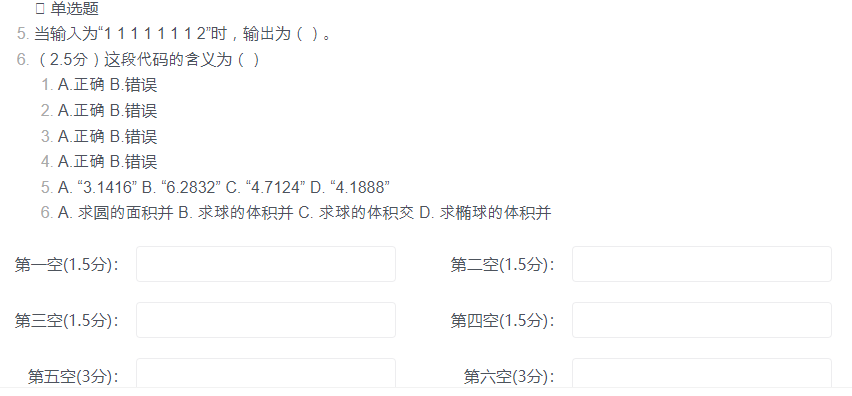 单选题
5. 当输入为“1 1 1 1 1 1 1 2”时，输出为（ ）。
6. （2.5分）这段代码的含义为（ ）
1. A.正确 B.错误
2. A.正确 B.错误
3. A.正确 B.错误
4. A.正确 B.错误
5. A. “3.1416” B. “6.2832” C. “4.7124” D. “4.1888”
6. A. 求圆的面积并 B. 求球的体积并 C. 求球的体积交 D. 求椭球的体积并
第一空(1.5分)： 第二空(1.5分)：
第三空(1.5分)： 第四空(1.5分)：
第五空(3分)： 第六空(3分)：